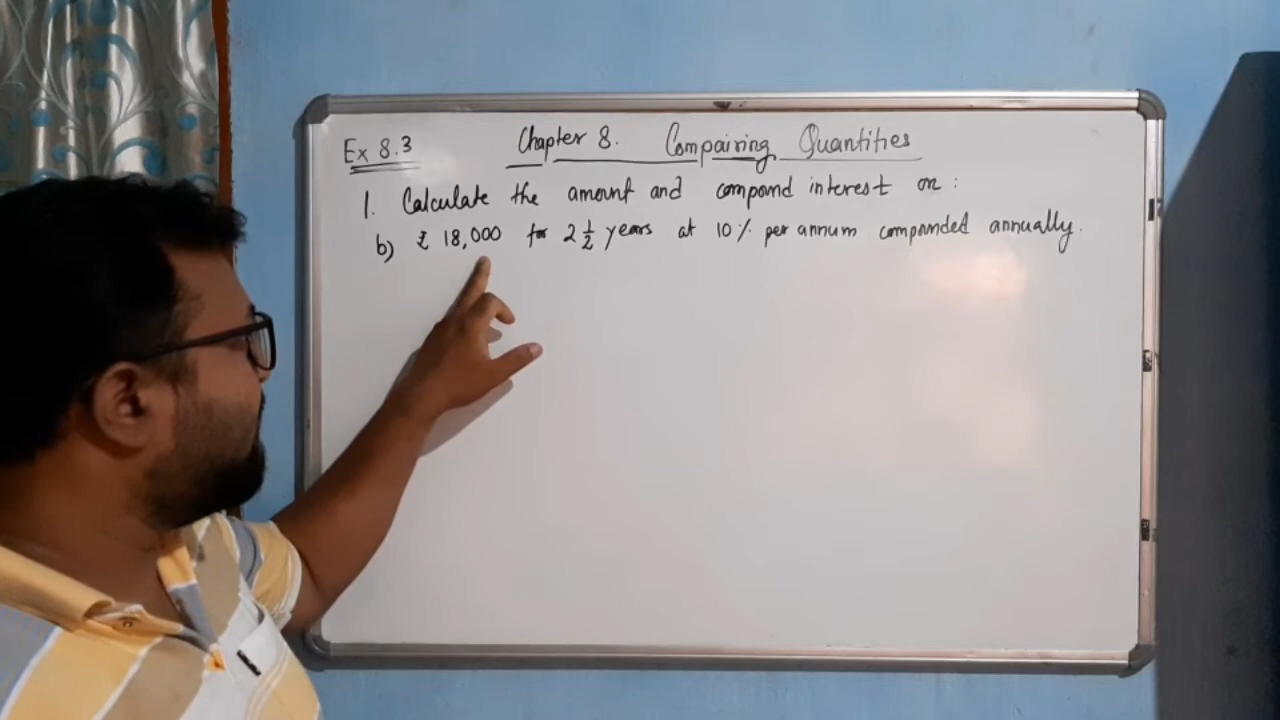 Ex 8.3 Chapter 8. Compairing Quantities
1. Calculate the amount and compound interest on :
b) ₹ 18,000 for 2 1/2 years at 10% per annum compounded annually.